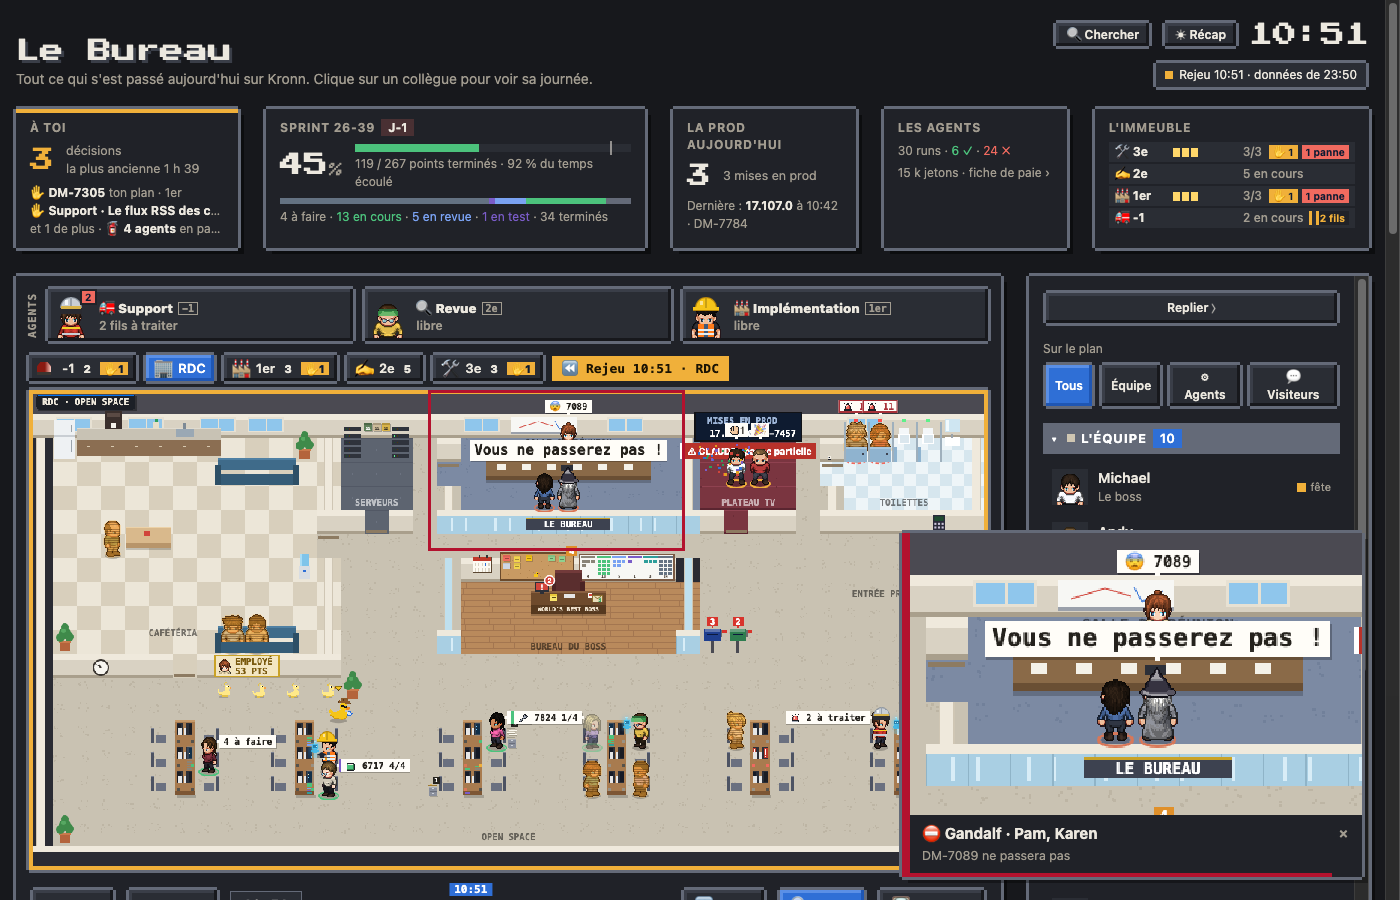 Le Bureau
Tout ce qui s'est passé aujourd'hui sur Kronn. Clique sur un collègue pour voir sa journée.
Chercher
Récap
10:51
Rejeu 10:51 · données de 23:50
À TOI
3 décisions
la plus ancienne 1 h 39
DM-7305 ton plan · 1er
Support · Le flux RSS des c...
et 1 de plus · 4 agents en pa...
SPRINT 26-39 J-1
45%
119 / 267 points terminés · 92 % du temps
écoulé
4 à faire · 13 en cours · 5 en revue · 1 en test · 34 terminés
LA PROD
AUJOURD'HUI
3 3 mises en prod
Dernière : 17.107.0 à 10:42
· DM-7784
LES AGENTS
30 runs · 6 ✓ · 24 ✕
15 k jetons · fiche de paie ›
L'IMMEUBLE
3e 3/3 1 1 panne
2e 5 en cours
1er 3/3 1 1 panne
-1 2 en cours 2 fils
AGENTS
2
Support -1
2 fils à traiter
Revue 2e
libre
Implémentation 1er
libre
-1 2 1
RDC
1er 3 1
2e 5
3e 3 1
Rejeu 10:51 · RDC
RDC · OPEN SPACE
7089
MISES EN PROD
Vous ne passerez pas !
SERVEURS
LE BUREAU
PLATEAU TV
TOILETTES
11
partielle
CAFÉTÉRIA
WORLD'S BEST BOSS
BUREAU DU BOSS
3 2
EMPLOYÉ
53 PTS
4 à faire
6717 4/4
7824 1/4
2 à traiter
OPEN SPACE
10:51
Replier ›
Sur le plan
Tous
Équipe
Agents
Visiteurs
L'ÉQUIPE 10
Michael
Le boss
fête
7089
Vous ne passerez pas !
LE BUREAU
Gandalf · Pam, Karen
×
DM-7089 ne passera pas